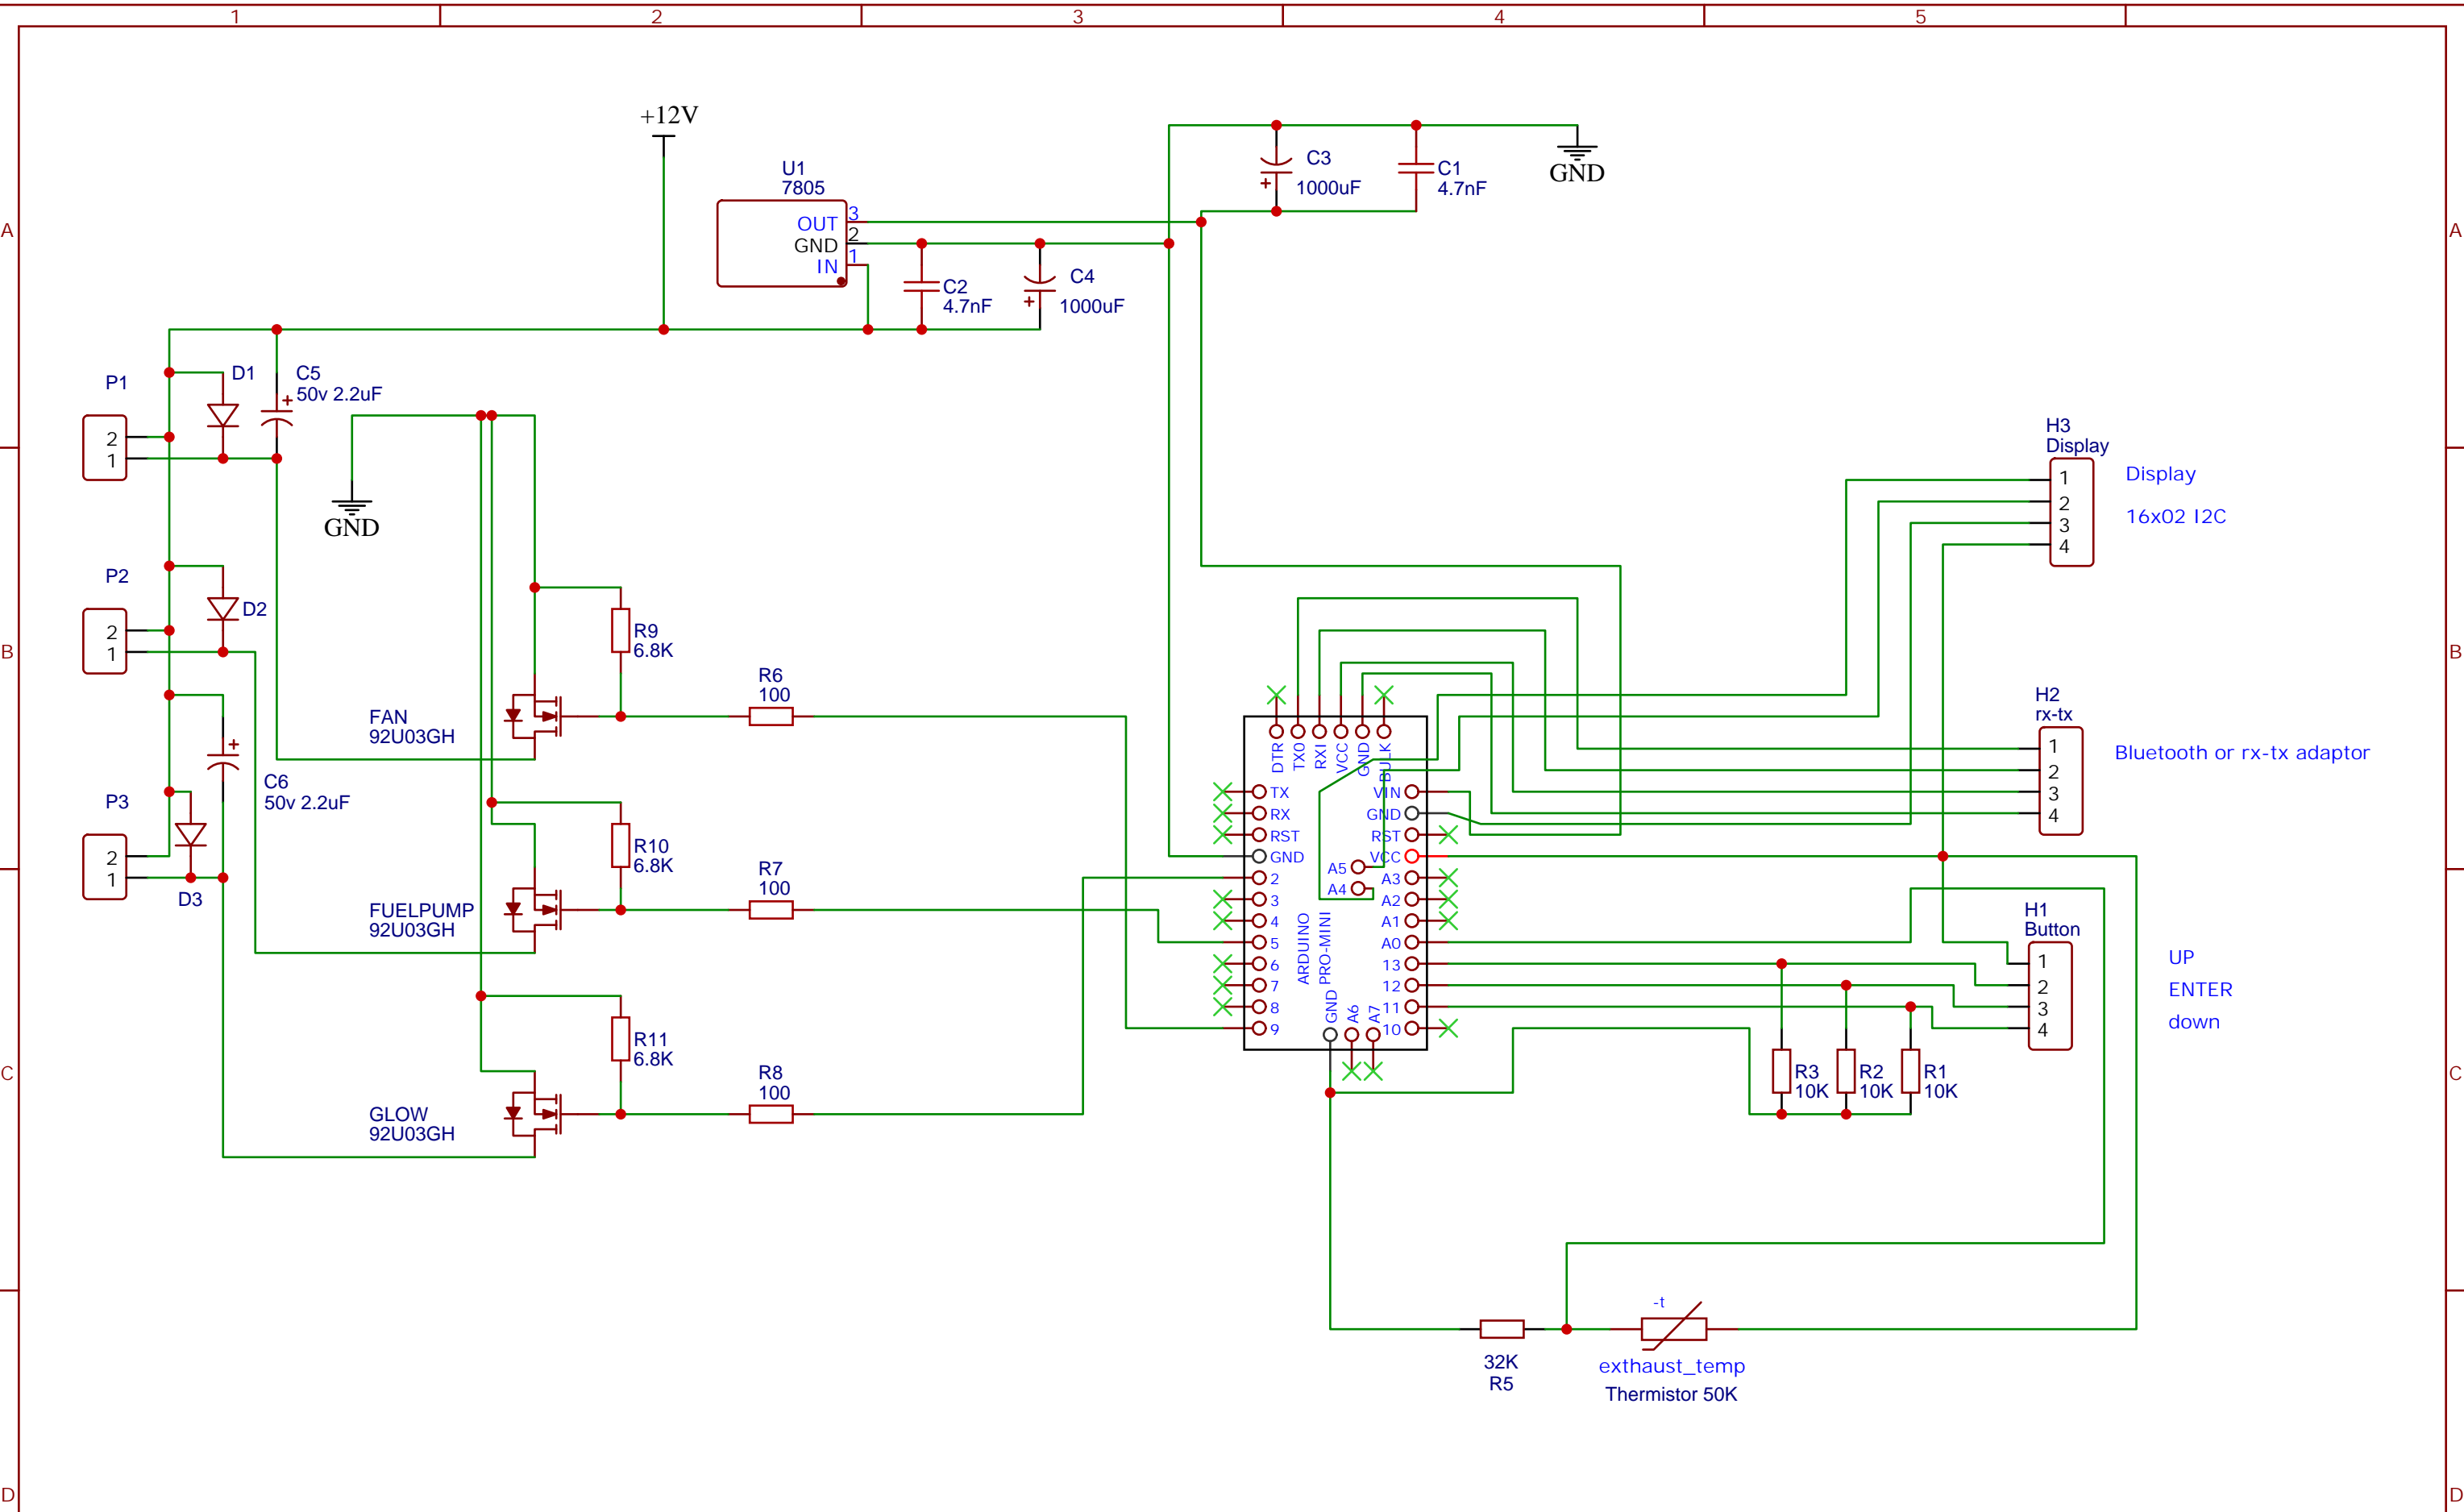 1
2
3
4
5
A
A
B
B
C
C
D
D
+12V
U1
7805
OUT
GND
IN
3
2
1
C2
4.7nF
C4
1000uF
C3
1000uF
C1
4.7nF
GND
P1
2
1
D1
C5
50v 2.2uF
GND
P2
2
1
D2
P3
2
1
D3
C6
50v 2.2uF
FAN
92U03GH
R9
6.8K
R6
100
FUELPUMP
92U03GH
R10
6.8K
R7
100
GLOW
92U03GH
R11
6.8K
R8
100
DTR
TX0
RXI
VCC
GND
BULK
TX
RX
RST
GND
2
3
4
5
6
7
8
9
VIN
GND
RST
VCC
A3
A2
A1
A0
13
12
11
10
A5
A4
ARDUINO
PRO-MINI
GND
A6
A7
H3
Display
1
2
3
4
Display
16x02 I2C
H2
rx-tx
1
2
3
4
Bluetooth or rx-tx adaptor
H1
Button
1
2
3
4
UP
ENTER
down
R3
10K
R2
10K
R1
10K
32K
R5
-t
exthaust_temp
Thermistor 50K